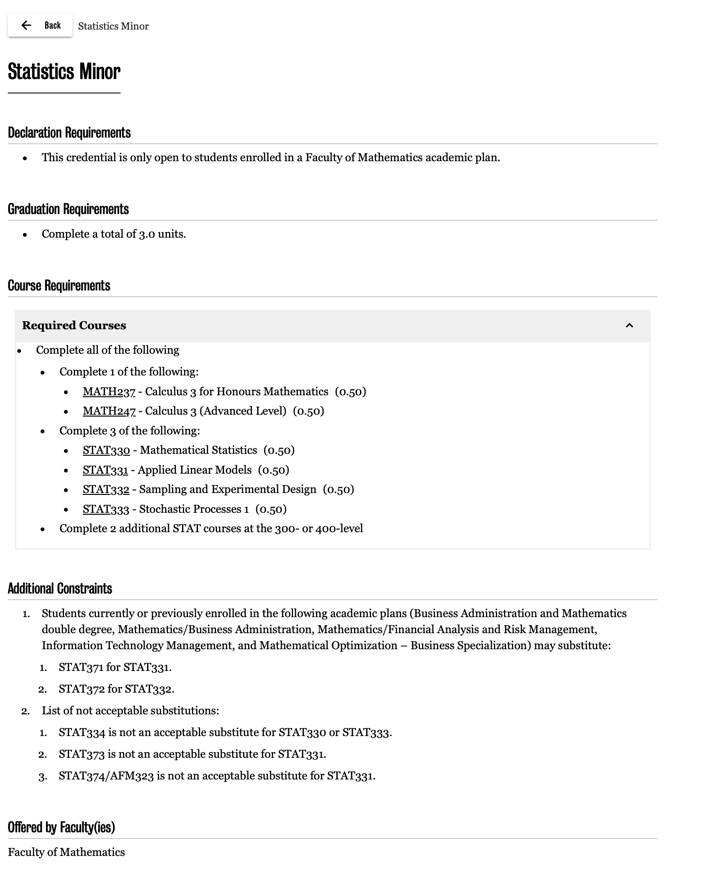 Back Statistics Minor
Statistics Minor
Declaration Requirements
• This credential is only open to students enrolled in a Faculty of Mathematics academic plan.
Graduation Requirements
• Complete a total of 3.0 units.
Course Requirements
Required Courses
• Complete all of the following
• Complete 1 of the following:
• MATH237 - Calculus 3 for Honours Mathematics (0.50)
• MATH247 - Calculus 3 (Advanced Level) (0.50)
• Complete 3 of the following:
• STAT330 - Mathematical Statistics (0.50)
• STAT331 - Applied Linear Models (0.50)
• STAT332 - Sampling and Experimental Design (0.50)
• STAT333 - Stochastic Processes 1 (0.50)
• Complete 2 additional STAT courses at the 300- or 400-level
Additional Constraints
1. Students currently or previously enrolled in the following academic plans (Business Administration and Mathematics
double degree, Mathematics/Business Administration, Mathematics/Financial Analysis and Risk Management,
Information Technology Management, and Mathematical Optimization – Business Specialization) may substitute:
1. STAT371 for STAT331.
2. STAT372 for STAT332.
2. List of not acceptable substitutions:
1. STAT334 is not an acceptable substitute for STAT330 or STAT333.
2. STAT373 is not an acceptable substitute for STAT331.
3. STAT374/AFM323 is not an acceptable substitute for STAT331.
Offered by Faculty(ies)
Faculty of Mathematics